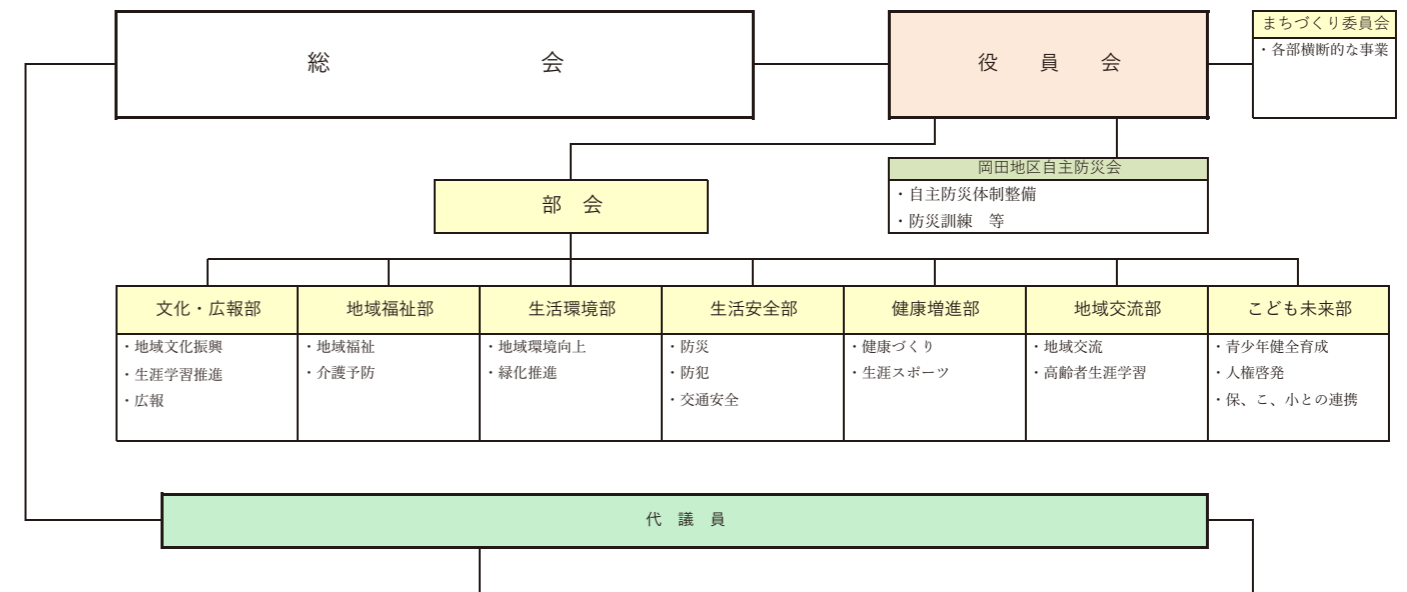 総　会
役　員　会
まちづくり委員会
・各部横断的な事業
岡田地区自主防災会
・自主防災体制整備
・防災訓練　等
部　会
文化・広報部
・地域文化振興
・生涯学習推進
・広報
地域福祉部
・地域福祉
・介護予防
生活環境部
・地域環境向上
・緑化推進
生活安全部
・防災
・防犯
・交通安全
健康増進部
・健康づくり
・生涯スポーツ
地域交流部
・地域交流
・高齢者生涯学習
こども未来部
・青少年健全育成
・人権啓発
・保、こ、小との連携
代　議　員